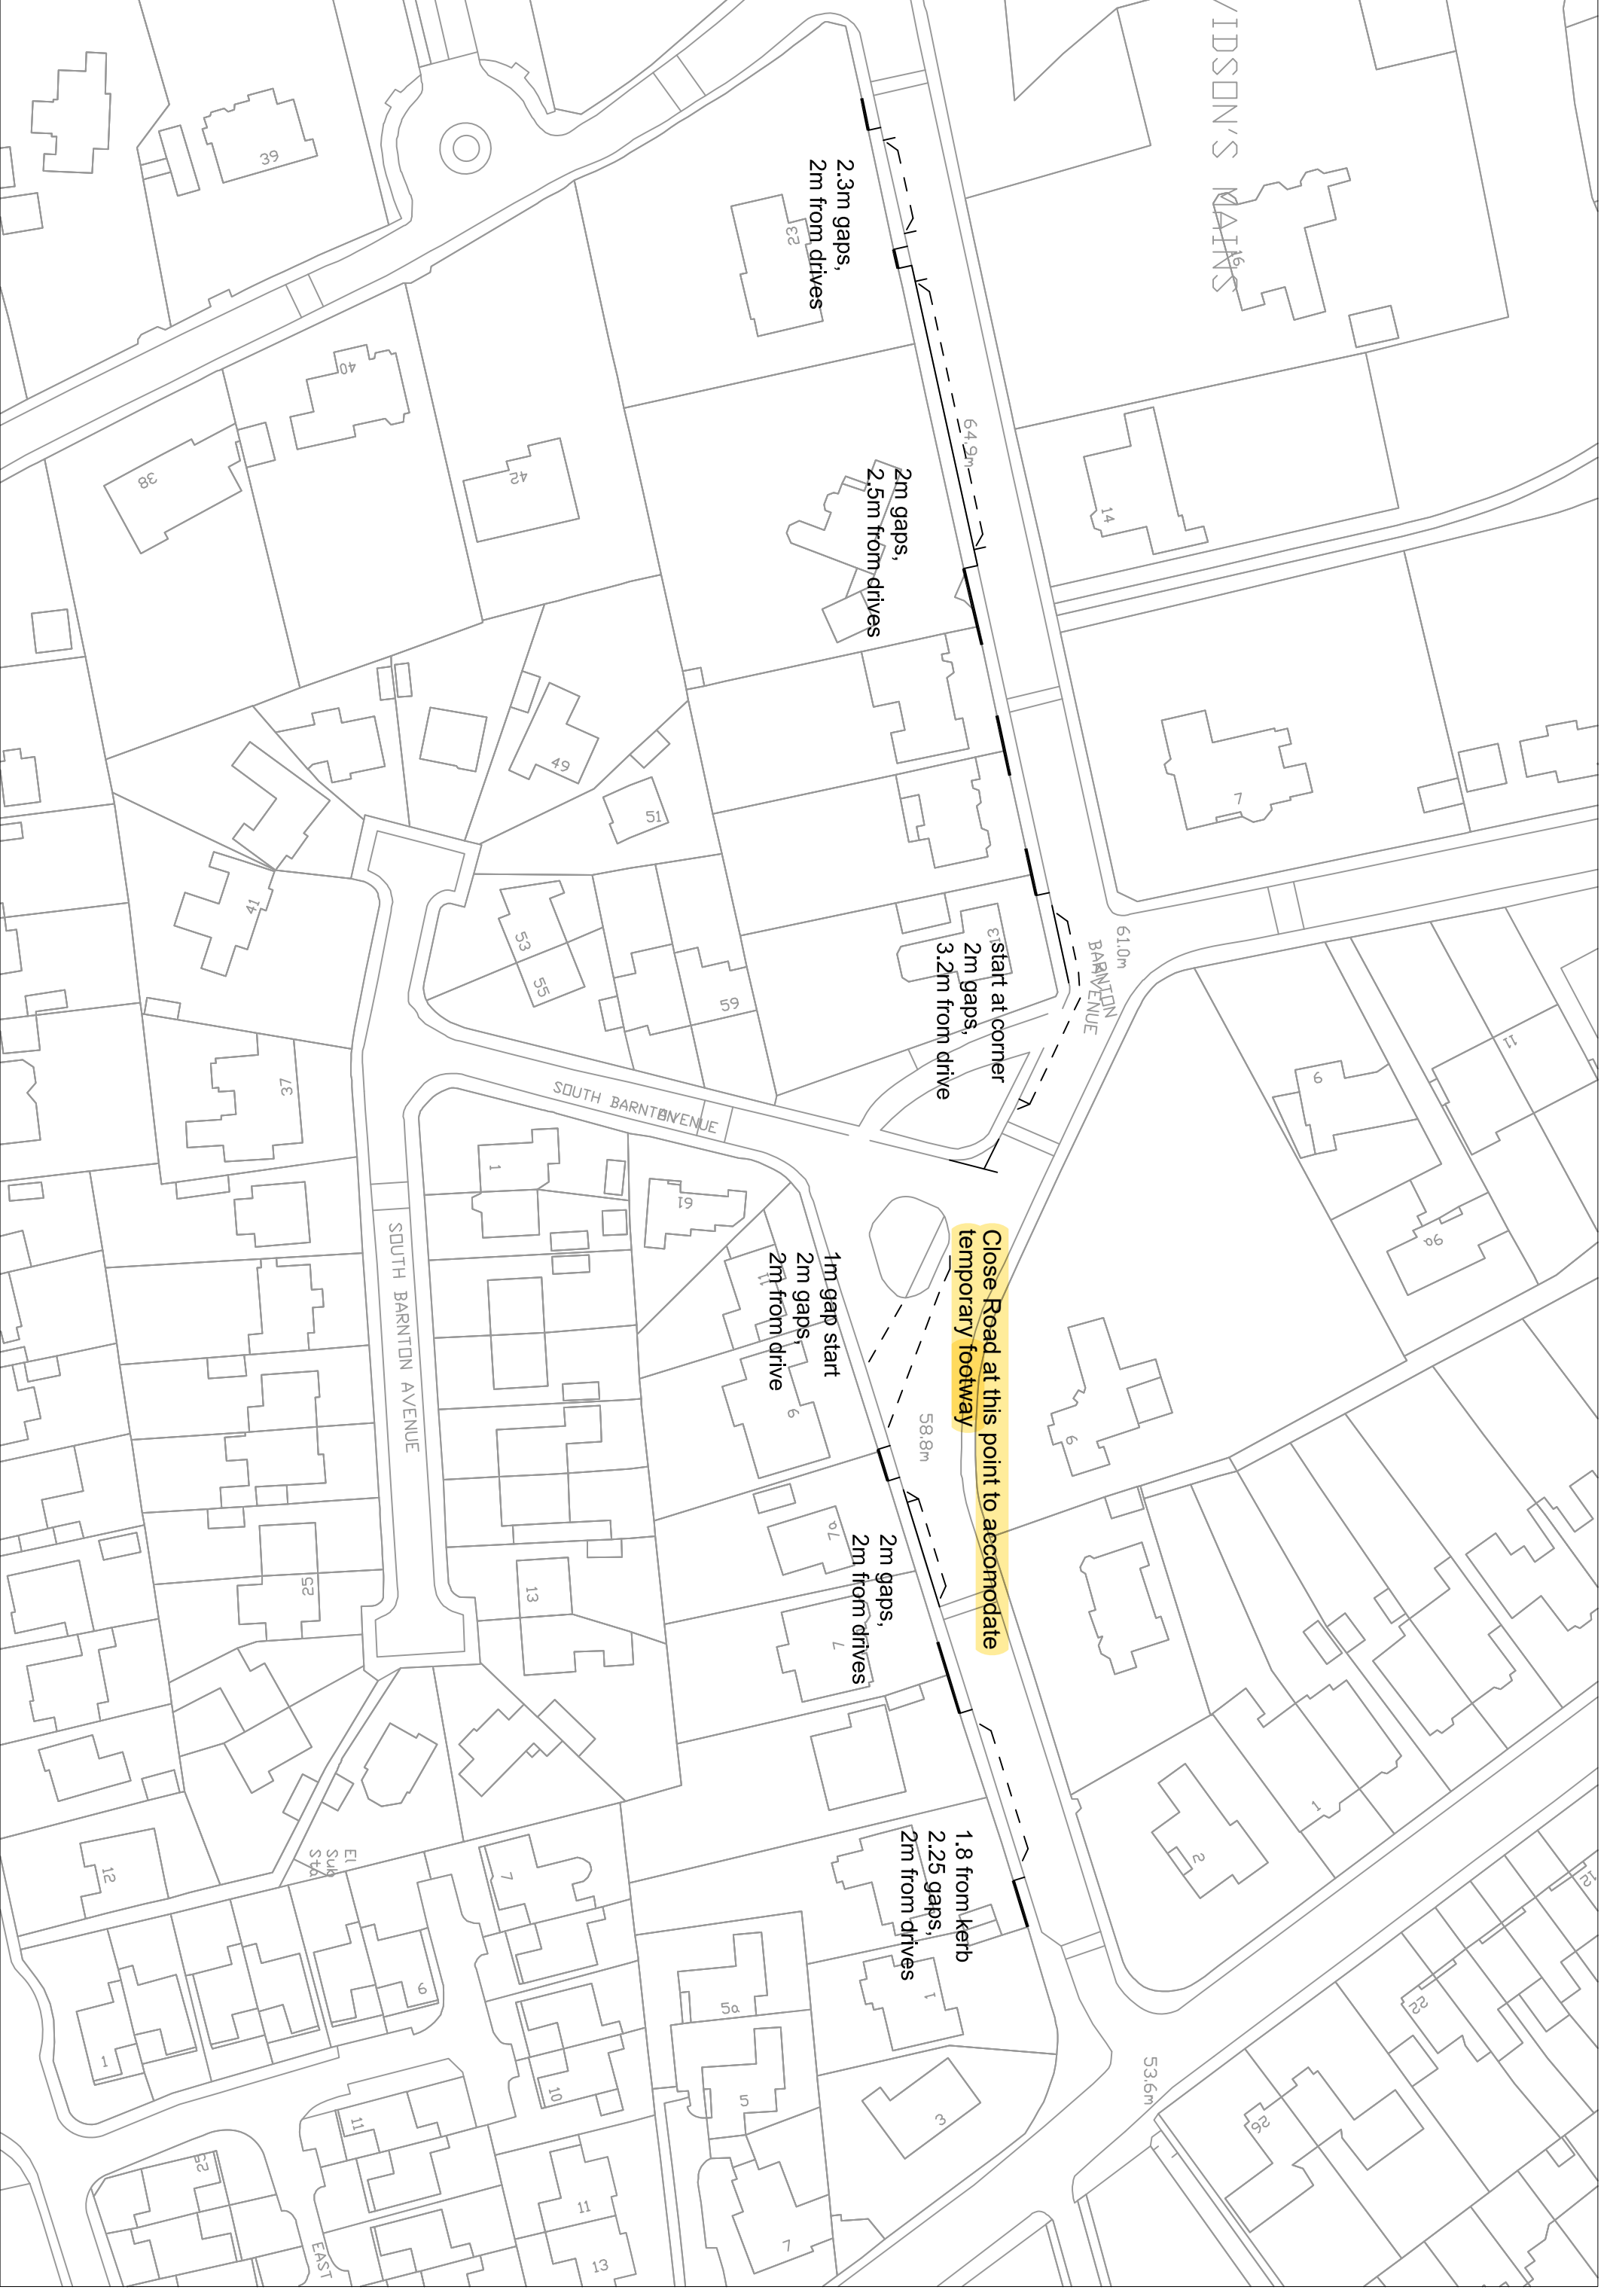 VIDSON'S MAINS
39
2.3m gaps,
2m from drives
23
16
40
38
42
64.9m
2m gaps,
2.5m from drives
14
49
51
7
41
53
55
59
13
61.0m
BARNTON
AVENUE
start at corner
2m gaps,
3.2m from drive
11
9
9a
37
SOUTH BARNTON
AVENUE
1
61
SOUTH BARNTON AVENUE
Close Road at this point to accomodate
temporary footway
1m gap start
2m gaps,
2m from drive
11
9
58.8m
6
7a
2m gaps,
2m from drives
7
25
13
1
2
El
Sub
Sta
12
7
1.8 from kerb
2.25 gaps,
2m from drives
12
6
1
1
5a
22
10
5
3
53.6m
26
11
29
11
7
13
EAST